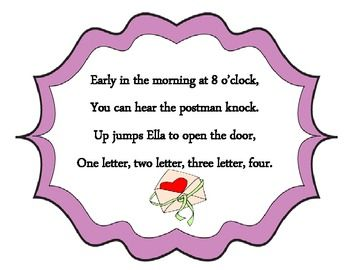 Early in the morning at 8 o'clock,
You can hear the postman knock.
Up jumps Ella to open the door,
One letter, two letter, three letter, four.